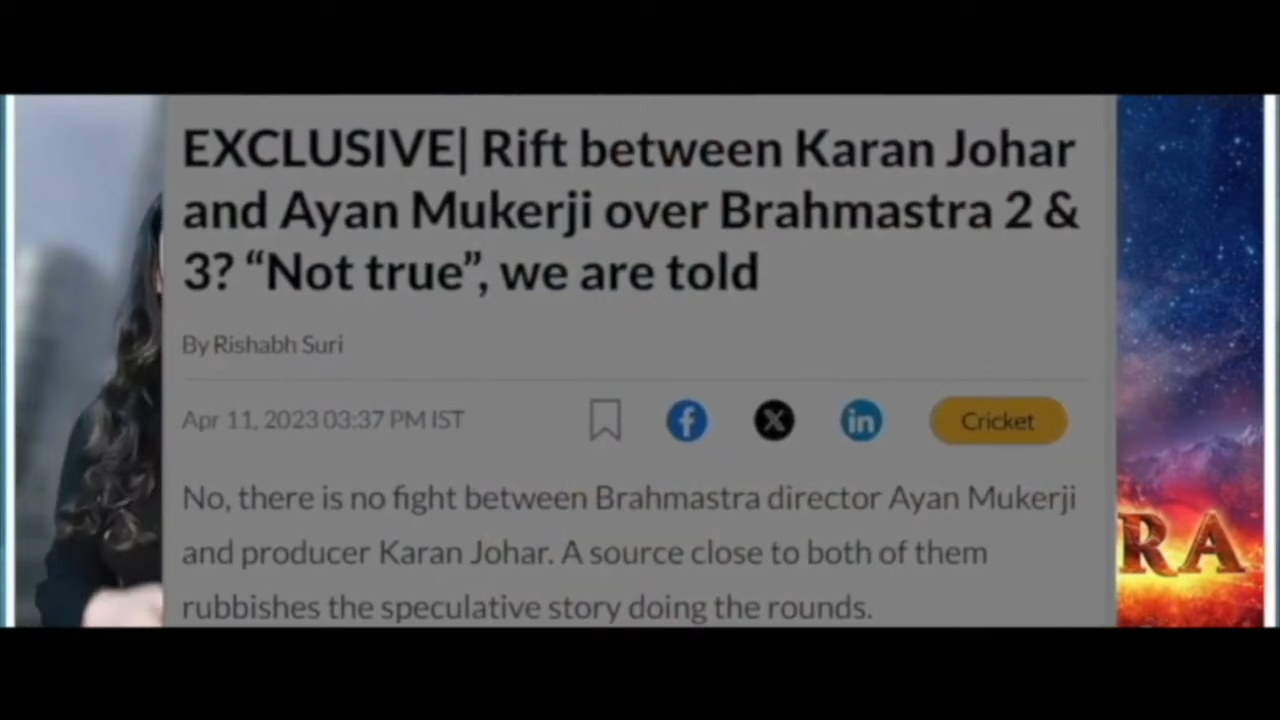 EXCLUSIVE| Rift between Karan Johar
and Ayan Mukerji over Brahmastra 2 &
3? “Not true”, we are told
By Rishabh Suri
Apr 11, 2023 03:37 PM IST
Cricket
No, there is no fight between Brahmastra director Ayan Mukerji
and producer Karan Johar. A source close to both of them
rubbishes the speculative story doing the rounds.
RA